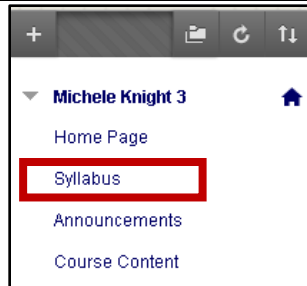 Michele Knight 3
Home Page
Syllabus
Announcements
Course Content